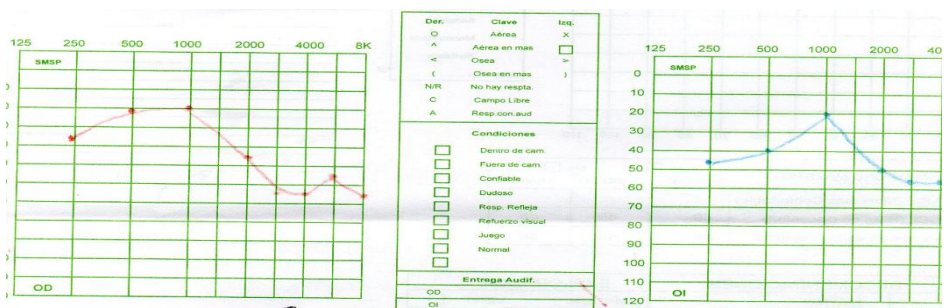 125 250 500 1000 2000 4000 8K
SMSP
OD
Der. Clave Izq.
O Aérea X
^ Aérea en mas □
< Osea >
( Osea en mas )
N/R No hay respta.
C Campo Libre
A Resp.con.aud
Condiciones
Dentro de cam.
Fuera de cam.
Confiable
Dudoso
Resp. Refleja
Refuerzo visual
Juego
Normal
Entrega Audif.
OD
OI
125 250 500 1000 2000 40
SMSP
0
10
20
30
40
50
60
70
80
90
100
110
120
OI